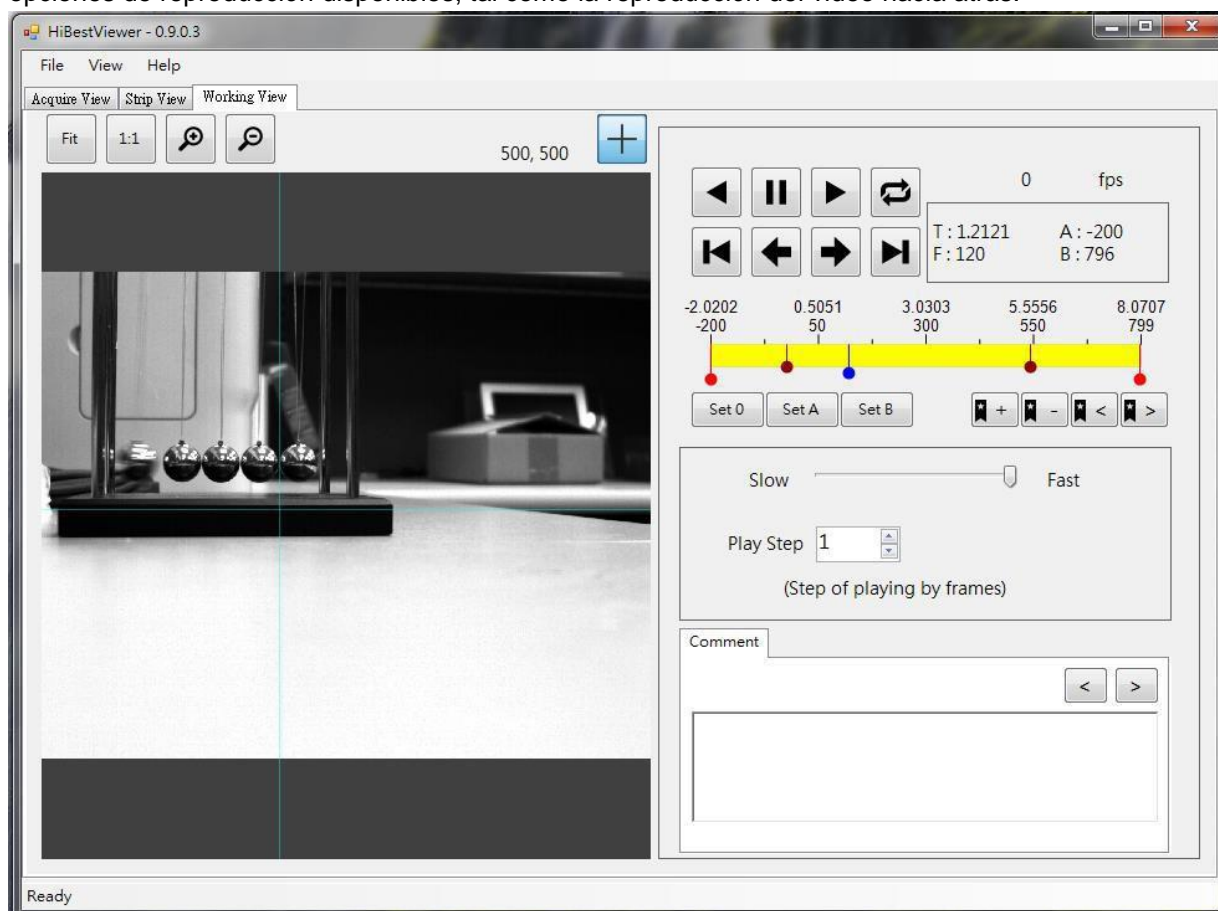 opciones de reproducción disponibles, tal como la reproducción del video hacia atrás.
HiBestViewer - 0.9.0.3
File View Help
Acquire View Strip View Working View
Fit 1:1 500, 500
0 fps
T : 1.2121 A : -200
F : 120 B : 796
-2.0202 0.5051 3.0303 5.5556 8.0707
-200 50 300 550 799
Set 0 Set A Set B + - < >
Slow Fast
Play Step 1
(Step of playing by frames)
Comment
< >
Ready